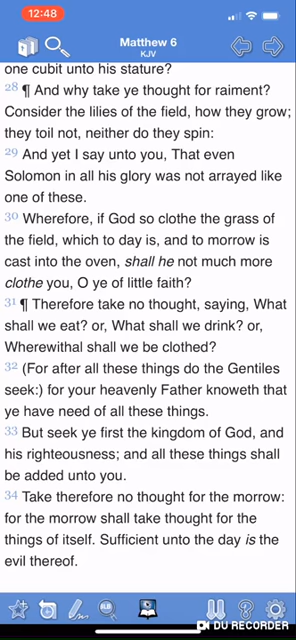 12:48
Matthew 6
KJV
one cubit unto his stature?
28 ¶ And why take ye thought for raiment?
Consider the lilies of the field, how they grow;
they toil not, neither do they spin:
29 And yet I say unto you, That even
Solomon in all his glory was not arrayed like
one of these.
30 Wherefore, if God so clothe the grass of
the field, which to day is, and to morrow is
cast into the oven, shall he not much more
clothe you, O ye of little faith?
31 ¶ Therefore take no thought, saying, What
shall we eat? or, What shall we drink? or,
Wherewithal shall we be clothed?
32 (For after all these things do the Gentiles
seek:) for your heavenly Father knoweth that
ye have need of all these things.
33 But seek ye first the kingdom of God, and
his righteousness; and all these things shall
be added unto you.
34 Take therefore no thought for the morrow:
for the morrow shall take thought for the
things of itself. Sufficient unto the day is the
evil thereof.
DU RECORDER